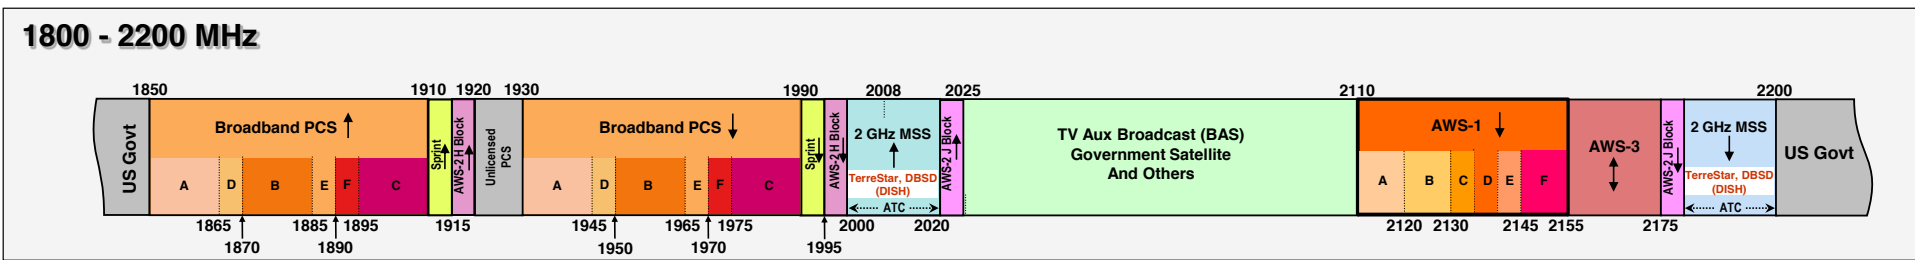 1800 - 2200 MHz
1850 1910 1920 1930 1990 2008 2025 2110 2200
US Govt
Broadband PCS
A D B E F C
Sprint
AWS-2 H Block
Unlicensed
PCS
Broadband PCS
A D B E F C
Sprint
AWS-2 H Block
2 GHz MSS
TerreStar, DBSD
(DISH)
ATC
AWS-2 J Block
TV Aux Broadcast (BAS)
Government Satellite
And Others
AWS-1
A B C D E F
AWS-3
AWS-2 J Block
2 GHz MSS
TerreStar, DBSD
(DISH)
ATC
US Govt
1865 1885 1895 1915 1945 1965 1975 2000 2020 2120 2130 2145 2155 2175
1870 1890 1950 1970 1995